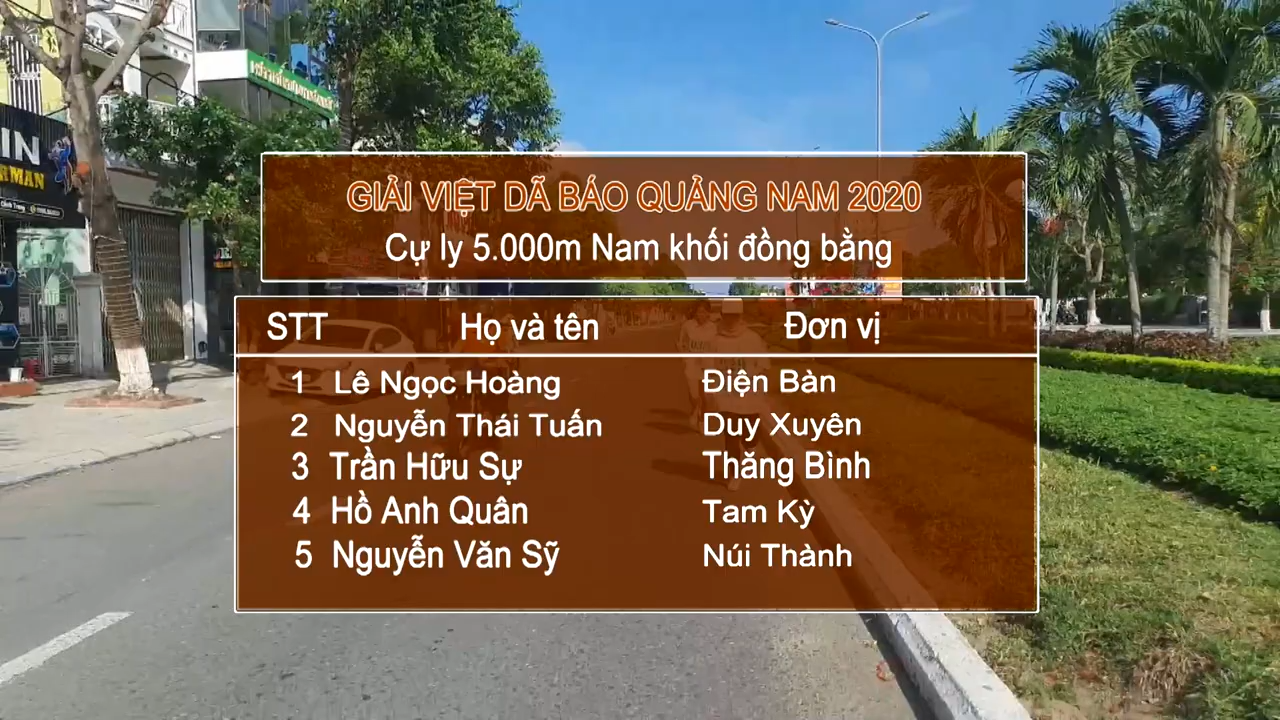 GIẢI VIỆT DÃ BÁO QUẢNG NAM 2020
Cự ly 5.000m Nam khối đồng bằng
STT Họ và tên Đơn vị
1 Lê Ngọc Hoàng Điện Bàn
2 Nguyễn Thái Tuấn Duy Xuyên
3 Trần Hữu Sự Thăng Bình
4 Hồ Anh Quân Tam Kỳ
5 Nguyễn Văn Sỹ Núi Thành
IN
RMAN